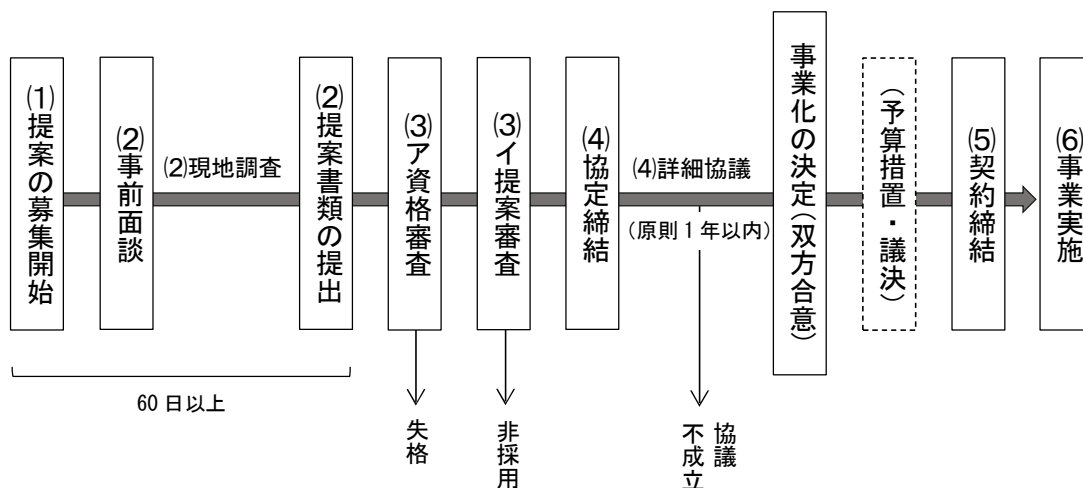 ⑴提案の募集開始
⑵事前面談
⑵現地調査
⑵提案書類の提出
⑶ア資格審査
⑶イ提案審査
⑷協定締結
⑷詳細協議
（原則１年以内）
事業化の決定（双方合意）
（予算措置・議決）
⑸契約締結
⑹事業実施
60 日以上
失格
非採用
協議
不成立